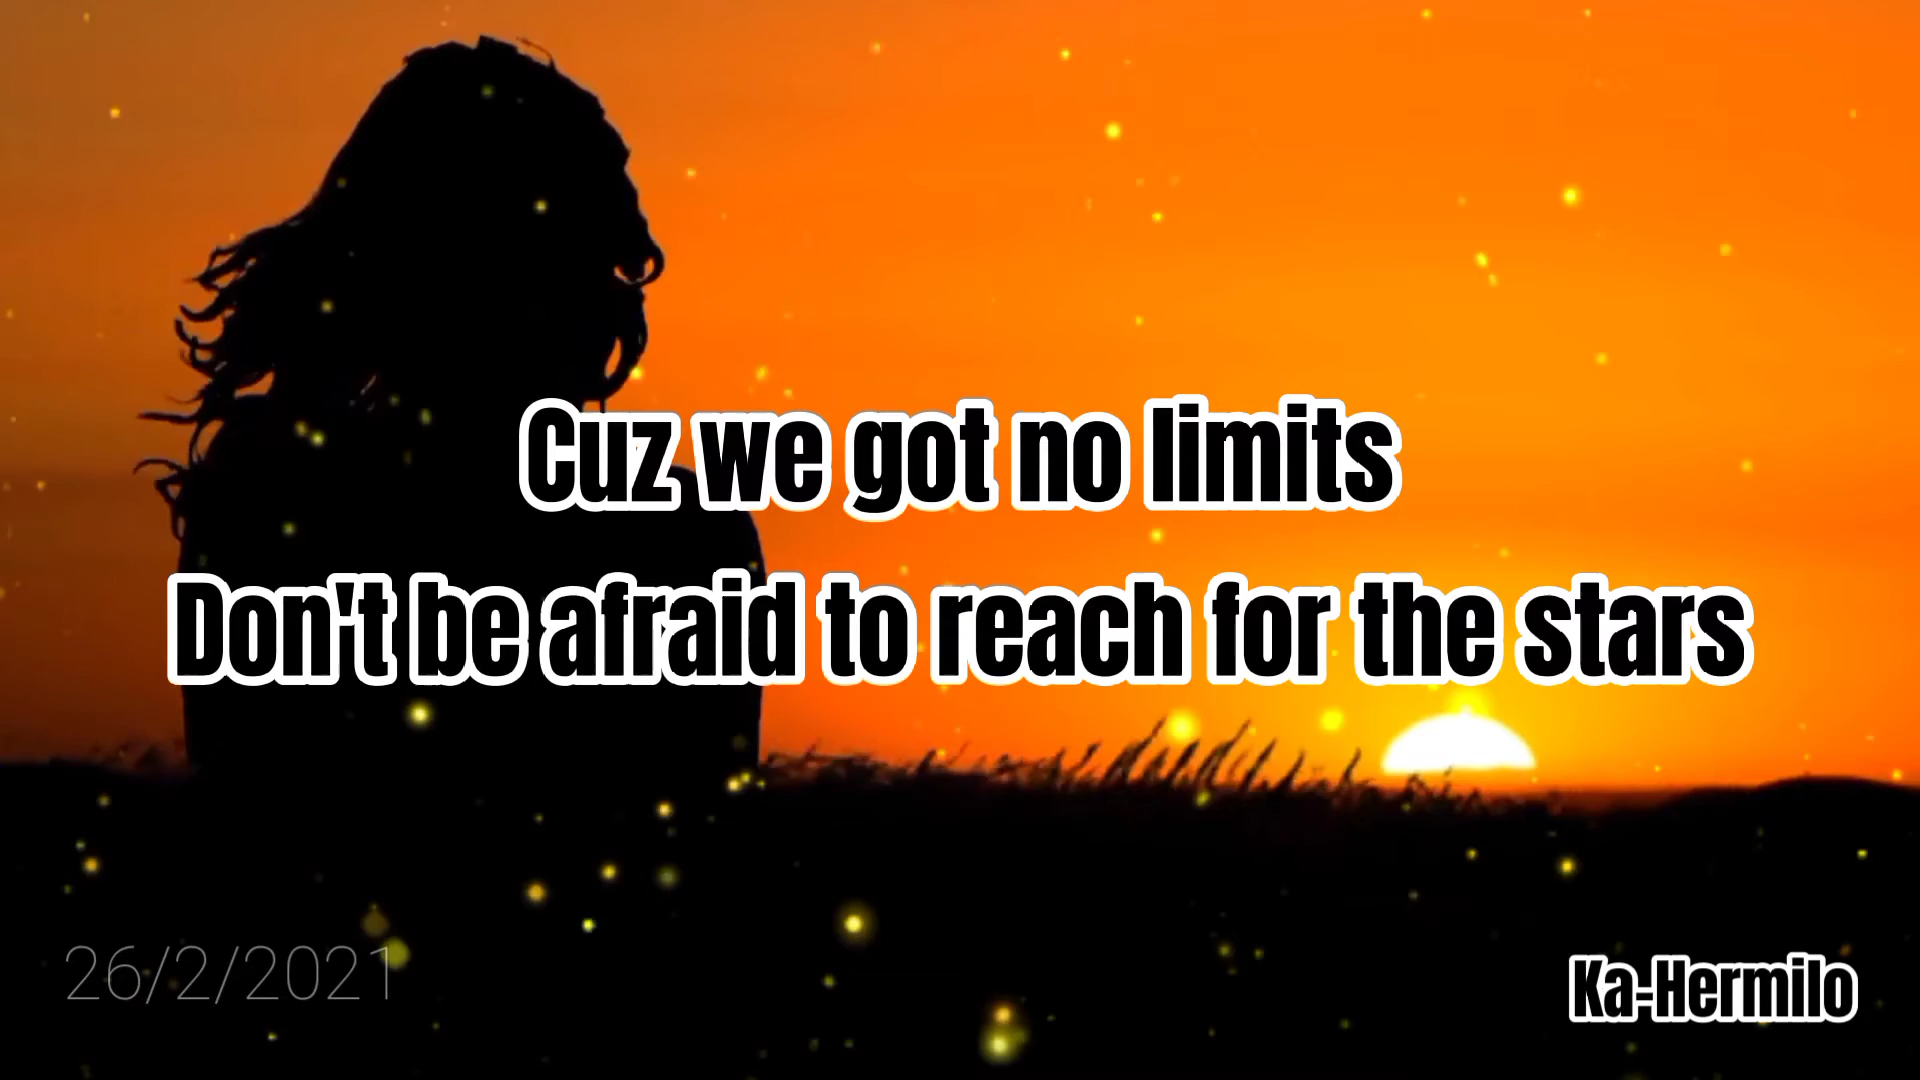 Cuz we got no limits
Don't be afraid to reach for the stars
26/2/2021
Ka-Hermilo